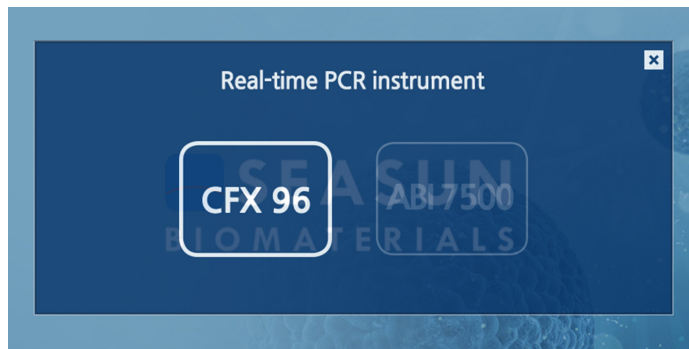 Real-time PCR instrument
CFX 96
ABI 7500
SEASUN
BIOMATERIALS